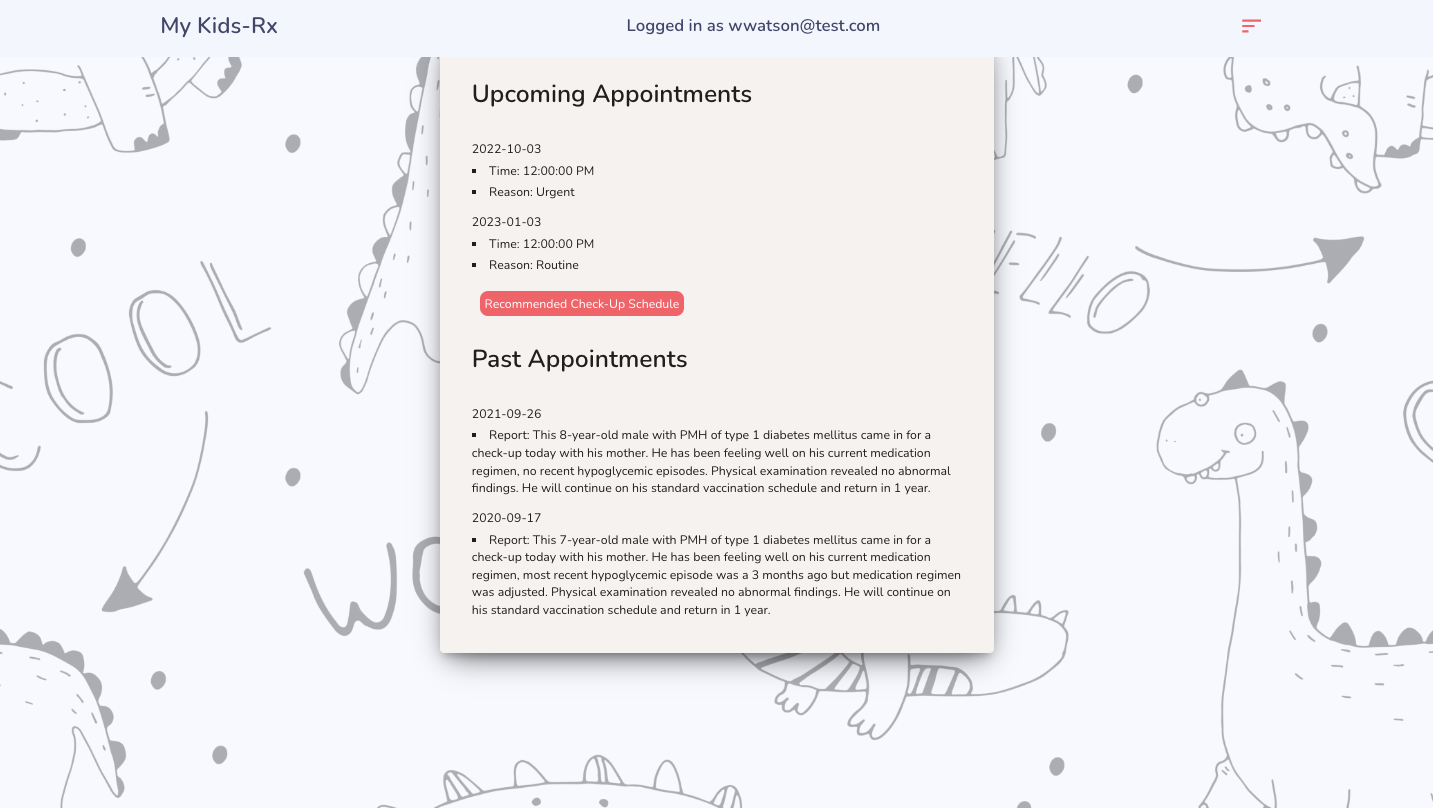 My Kids-Rx
Logged in as wwatson@test.com
Upcoming Appointments
2022-10-03
Time: 12:00:00 PM
Reason: Urgent
2023-01-03
Time: 12:00:00 PM
Reason: Routine
Recommended Check-Up Schedule
Past Appointments
2021-09-26
Report: This 8-year-old male with PMH of type 1 diabetes mellitus came in for a
check-up today with his mother. He has been feeling well on his current medication
regimen, no recent hypoglycemic episodes. Physical examination revealed no abnormal
findings. He will continue on his standard vaccination schedule and return in 1 year.
2020-09-17
Report: This 7-year-old male with PMH of type 1 diabetes mellitus came in for a
check-up today with his mother. He has been feeling well on his current medication
regimen, most recent hypoglycemic episode was a 3 months ago but medication regimen
was adjusted. Physical examination revealed no abnormal findings. He will continue on
his standard vaccination schedule and return in 1 year.